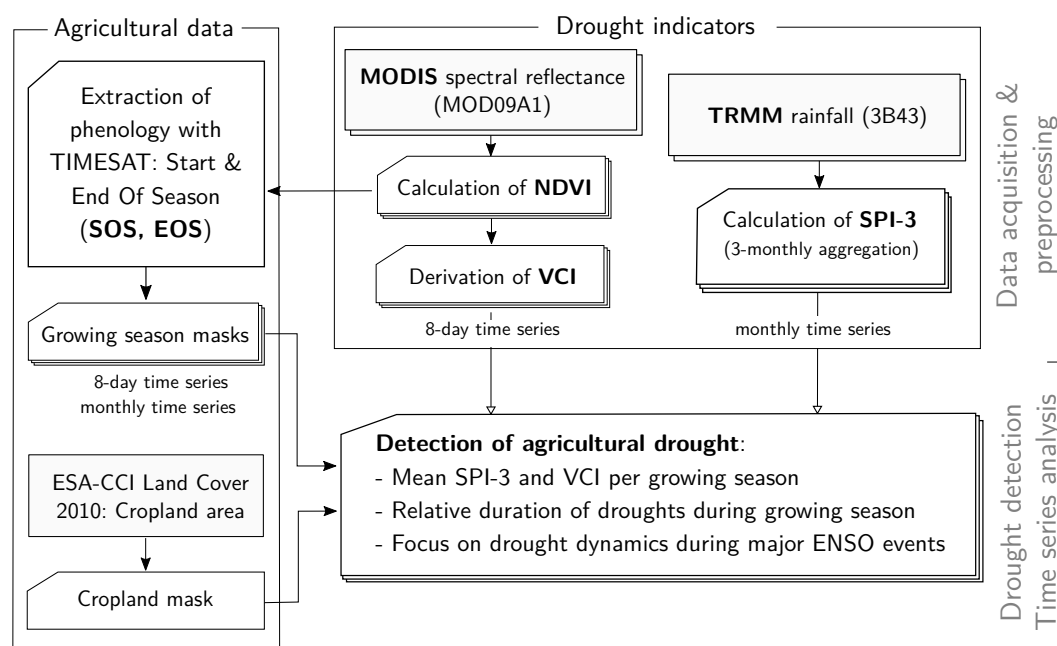 Agricultural data
Extraction of
phenology with
TIMESAT: Start &
End Of Season
(SOS, EOS)
Growing season masks
8-day time series
monthly time series
ESA-CCI Land Cover
2010: Cropland area
Cropland mask
Drought indicators
MODIS spectral reflectance
(MOD09A1)
Calculation of NDVI
Derivation of VCI
8-day time series
TRMM rainfall (3B43)
Calculation of SPI-3
(3-monthly aggregation)
monthly time series
Detection of agricultural drought:
- Mean SPI-3 and VCI per growing season
- Relative duration of droughts during growing season
- Focus on drought dynamics during major ENSO events
Data acquisition &
preprocessing
Drought detection
Time series analysis